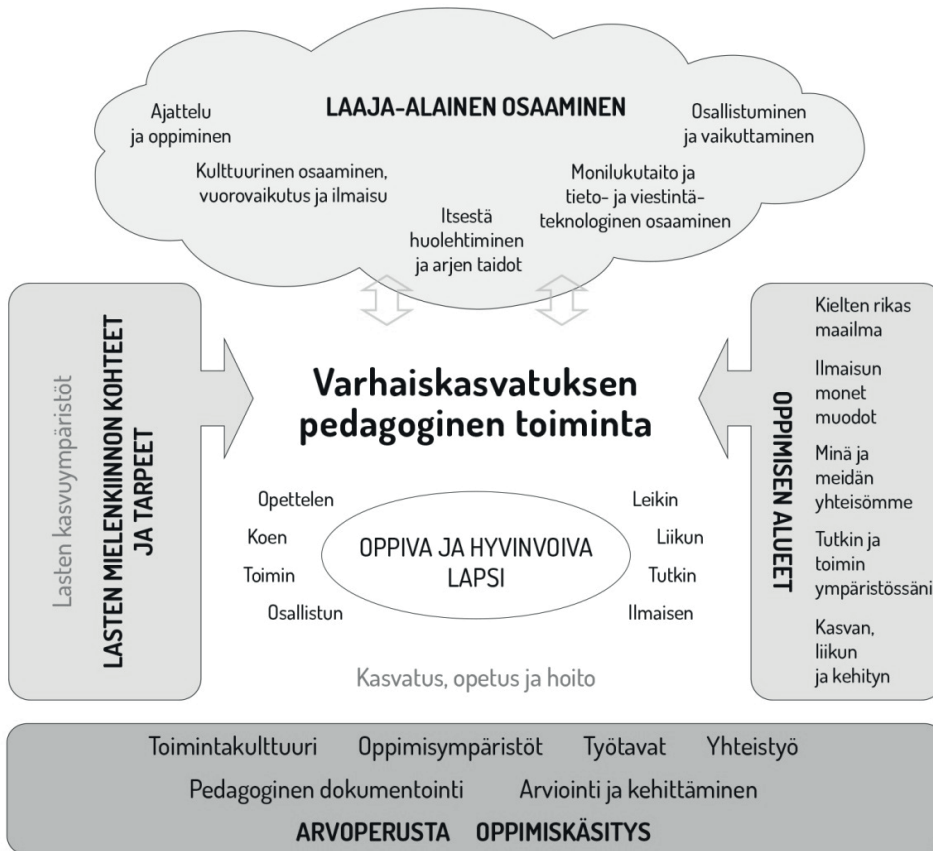 LAAJA-ALAINEN OSAAMINEN
Ajattelu
ja oppiminen
Kulttuurinen osaaminen,
vuorovaikutus ja ilmaisu
Itsestä
huolehtiminen
ja arjen taidot
Monilukutaito ja
tieto- ja viestintä-
teknologinen osaaminen
Osallistuminen
ja vaikuttaminen
Lasten kasvuympäristöt
LASTEN MIELENKIINNON KOHTEET
JA TARPEET
Varhaiskasvatuksen
pedagoginen toiminta
Opettelen
Koen
Toimin
Osallistun
OPPIVA JA HYVINVOIVA
LAPSI
Leikin
Liikun
Tutkin
Ilmaisen
Kasvatus, opetus ja hoito
OPPIMISEN ALUEET
Kielten rikas
maailma
Ilmaisun
monet
muodot
Minä ja
meidän
yhteisömme
Tutkin ja
toimin
ympäristössäni
Kasvan,
liikun
ja kehityn
Toimintakulttuuri Oppimisympäristöt Työtavat Yhteistyö
Pedagoginen dokumentointi Arviointi ja kehittäminen
ARVOPERUSTA OPPIMISKÄSITYS